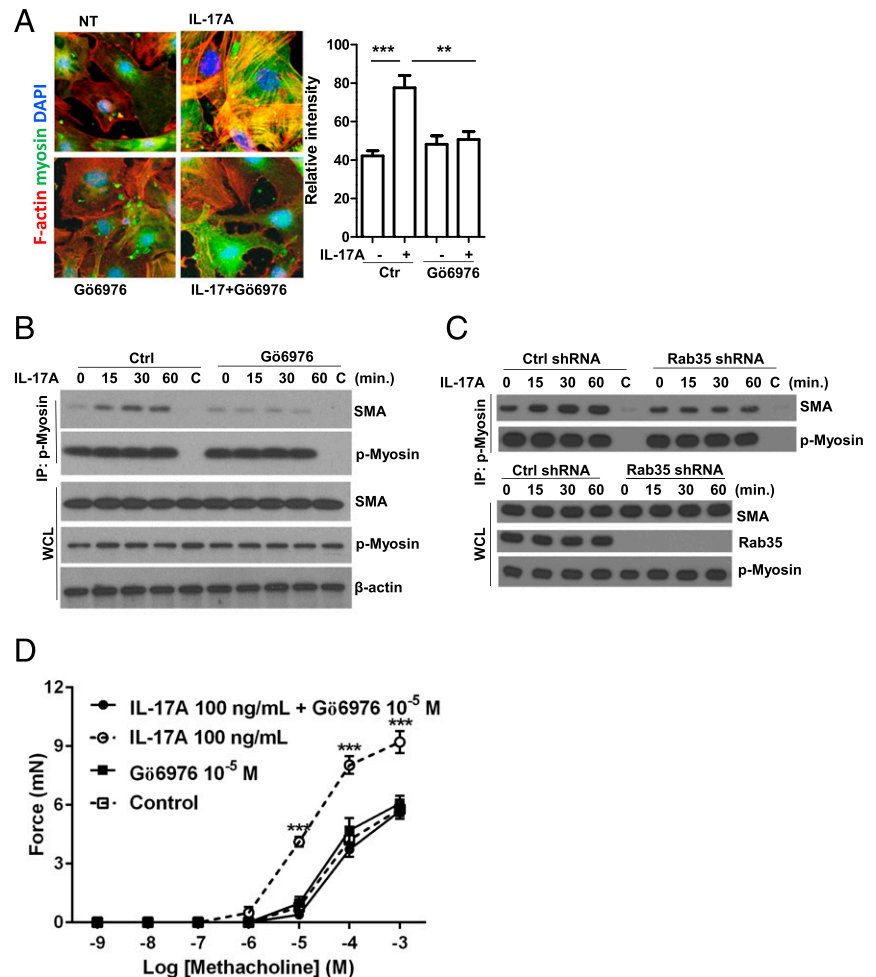 A
NT
IL-17A
F-actin myosin DAPI
Gö6976
IL-17+Gö6976
Relative intensity
100
80
60
40
20
0
***
**
IL-17A - + - +
Ctr Gö6976
B
Ctrl Gö6976
IL-17A 0 15 30 60 C 0 15 30 60 C (min.)
IP: p-Myosin
SMA
p-Myosin
WCL
SMA
p-Myosin
β-actin
C
Ctrl shRNA Rab35 shRNA
IL-17A 0 15 30 60 C 0 15 30 60 C (min.)
IP: p-Myosin
SMA
p-Myosin
Ctrl shRNA Rab35 shRNA
0 15 30 60 0 15 30 60 (min.)
WCL
SMA
Rab35
p-Myosin
D
Force (mN)
12
9
6
3
0
IL-17A 100 ng/mL + Gö6976 10⁻⁵ M
IL-17A 100 ng/mL
Gö6976 10⁻⁵ M
Control
***
***
***
-9 -8 -7 -6 -5 -4 -3
Log [Methacholine] (M)